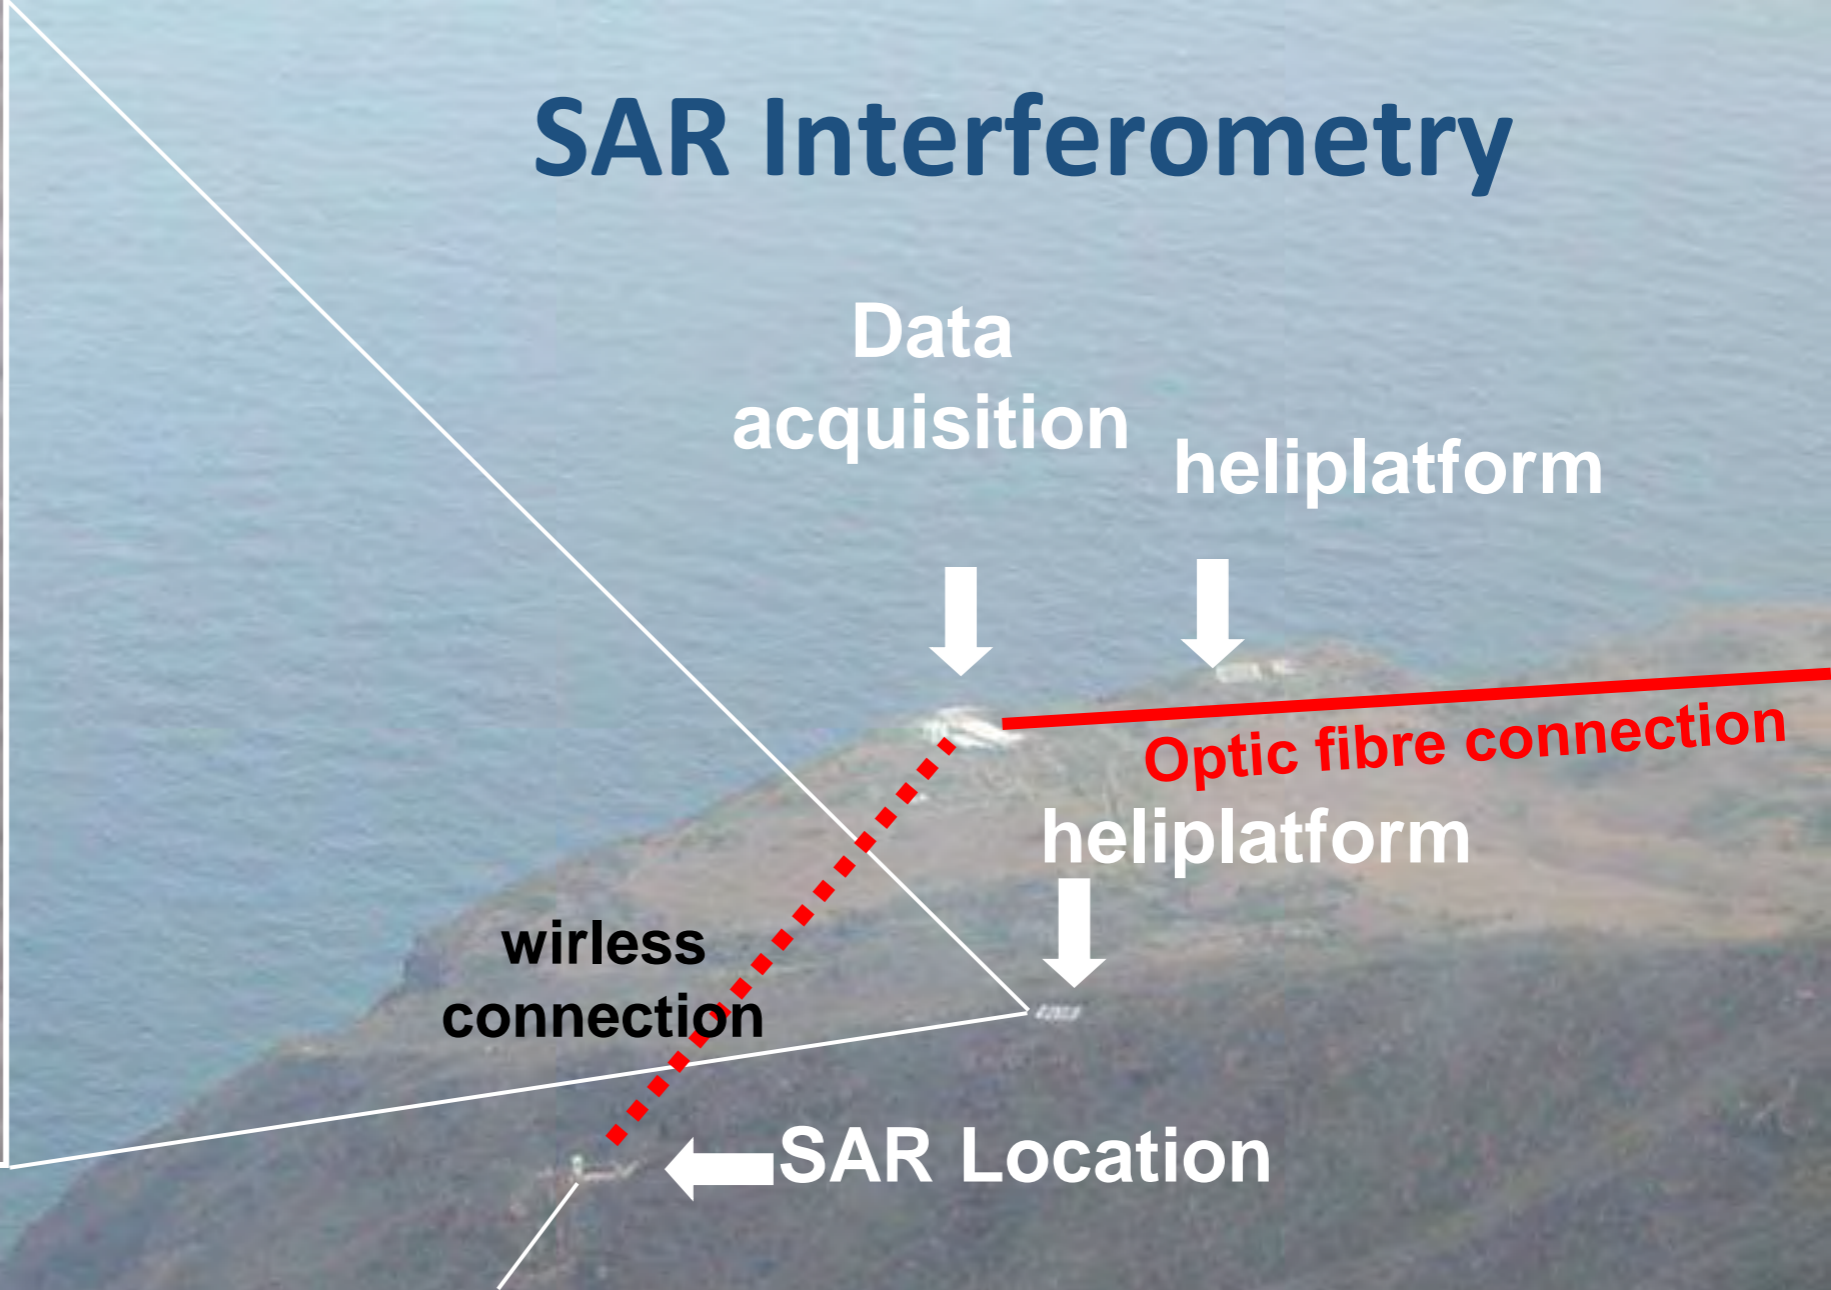 SAR Interferometry
Data
acquisition
heliplatform
Optic fibre connection
heliplatform
wirless
connection
SAR Location